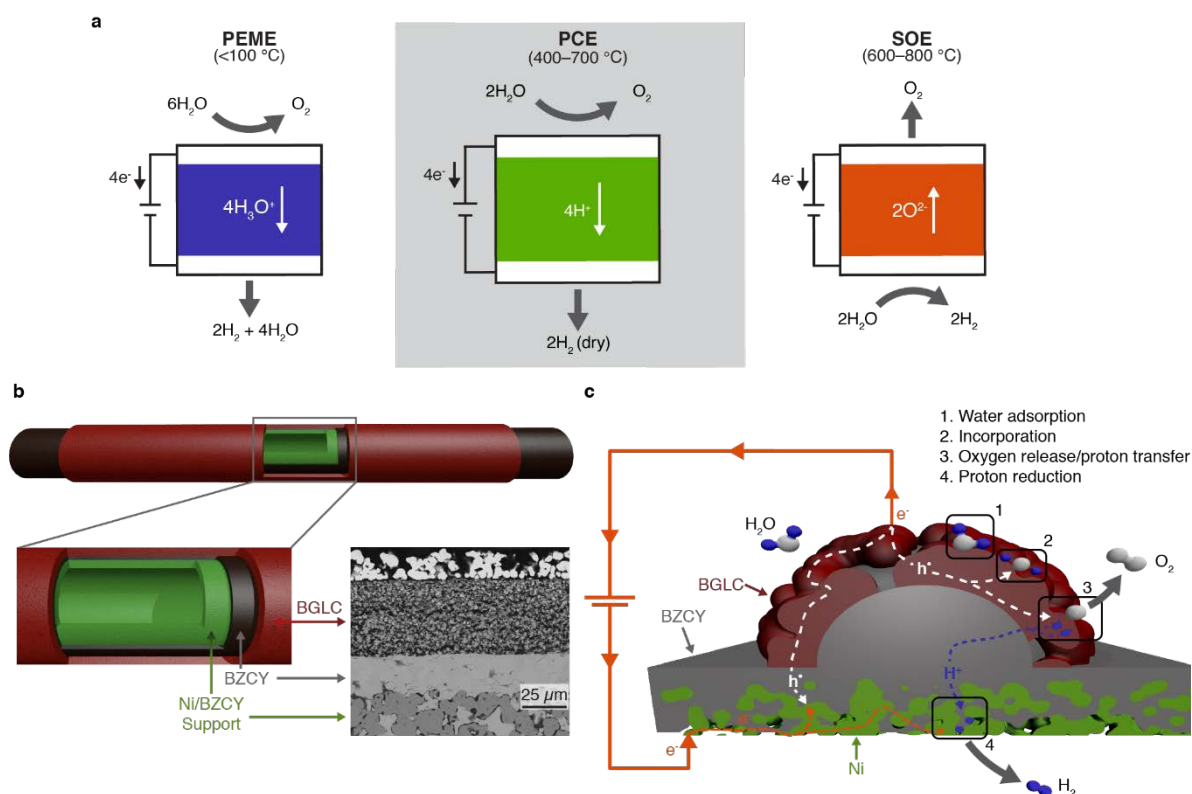 a
PEME
(<100 °C)
6H₂O
O₂
4e⁻
4H₃O⁺
2H₂ + 4H₂O
PCE
(400–700 °C)
2H₂O
O₂
4e⁻
4H⁺
2H₂ (dry)
SOE
(600–800 °C)
O₂
4e⁻
2O²⁻
2H₂O
2H₂
b
BGLC
BZCY
Ni/BZCY
Support
25 µm
c
1. Water adsorption
2. Incorporation
3. Oxygen release/proton transfer
4. Proton reduction
e⁻
1
H₂O
2
h•
O₂
3
BGLC
BZCY
h•
H⁺
e⁻
4
Ni
H₂